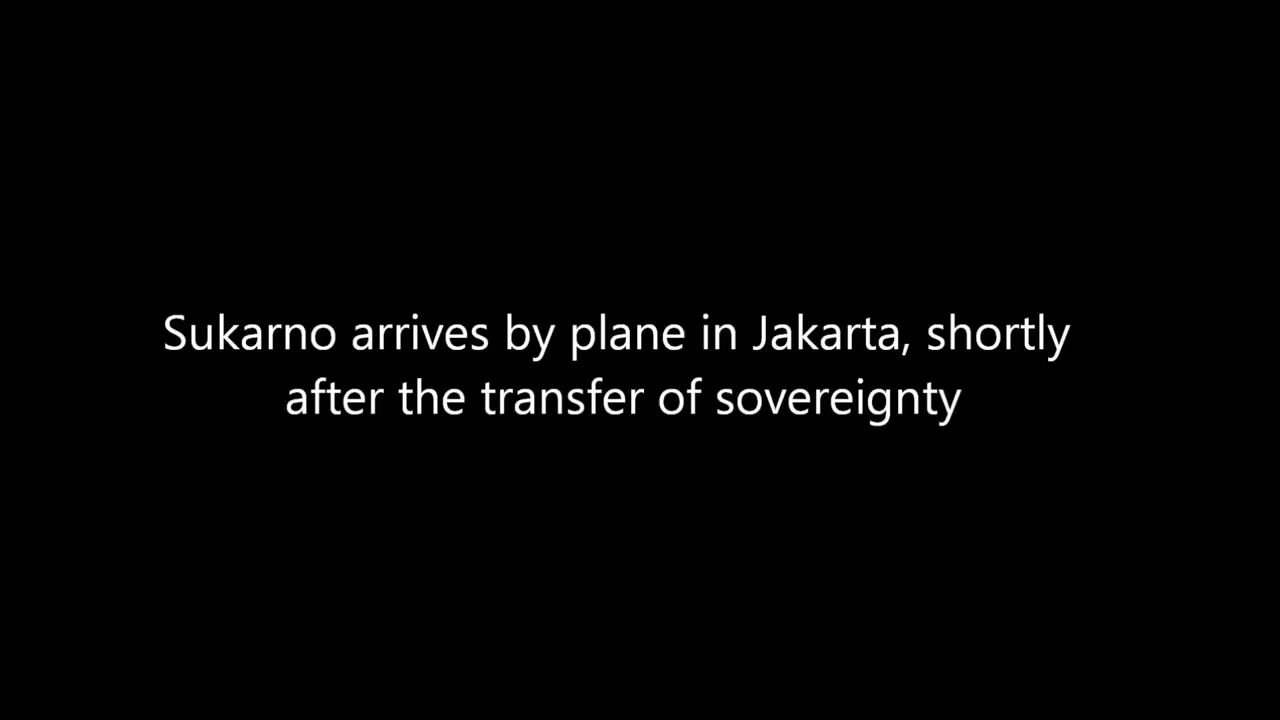 Sukarno arrives by plane in Jakarta, shortly
after the transfer of sovereignty